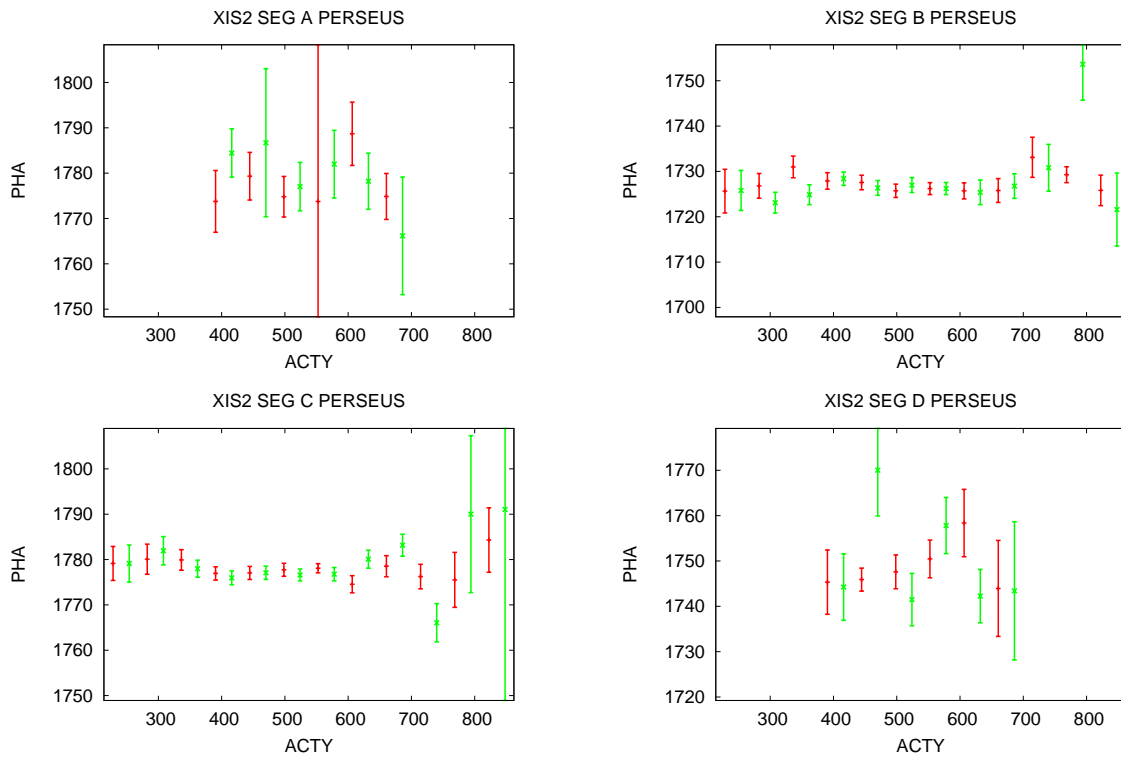 XIS2 SEG A PERSEUS
PHA
1800
1790
1780
1770
1760
1750
300 400 500 600 700 800
ACTY
XIS2 SEG B PERSEUS
PHA
1750
1740
1730
1720
1710
1700
300 400 500 600 700 800
ACTY
XIS2 SEG C PERSEUS
PHA
1800
1790
1780
1770
1760
1750
300 400 500 600 700 800
ACTY
XIS2 SEG D PERSEUS
PHA
1770
1760
1750
1740
1730
1720
300 400 500 600 700 800
ACTY